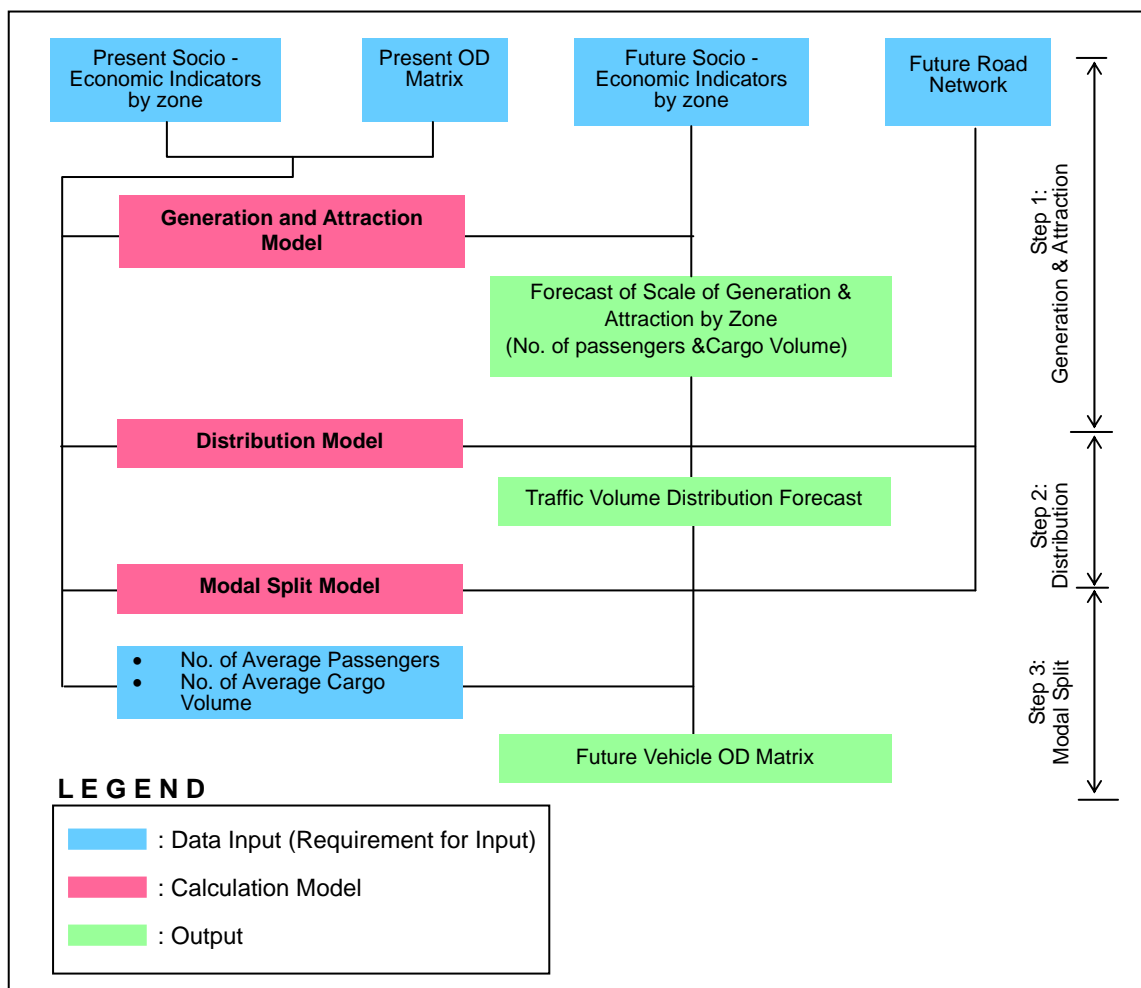 Present Socio -
Economic Indicators
by zone
Present OD
Matrix
Future Socio -
Economic Indicators
by zone
Future Road
Network
Generation and Attraction
Model
Forecast of Scale of Generation &
Attraction by Zone
(No. of passengers &Cargo Volume)
Step 1:
Generation & Attraction
Distribution Model
Traffic Volume Distribution Forecast
Step 2:
Distribution
Modal Split Model
• No. of Average Passengers
• No. of Average Cargo
Volume
Step 3:
Modal Split
Future Vehicle OD Matrix
L E G E N D
: Data Input (Requirement for Input)
: Calculation Model
: Output